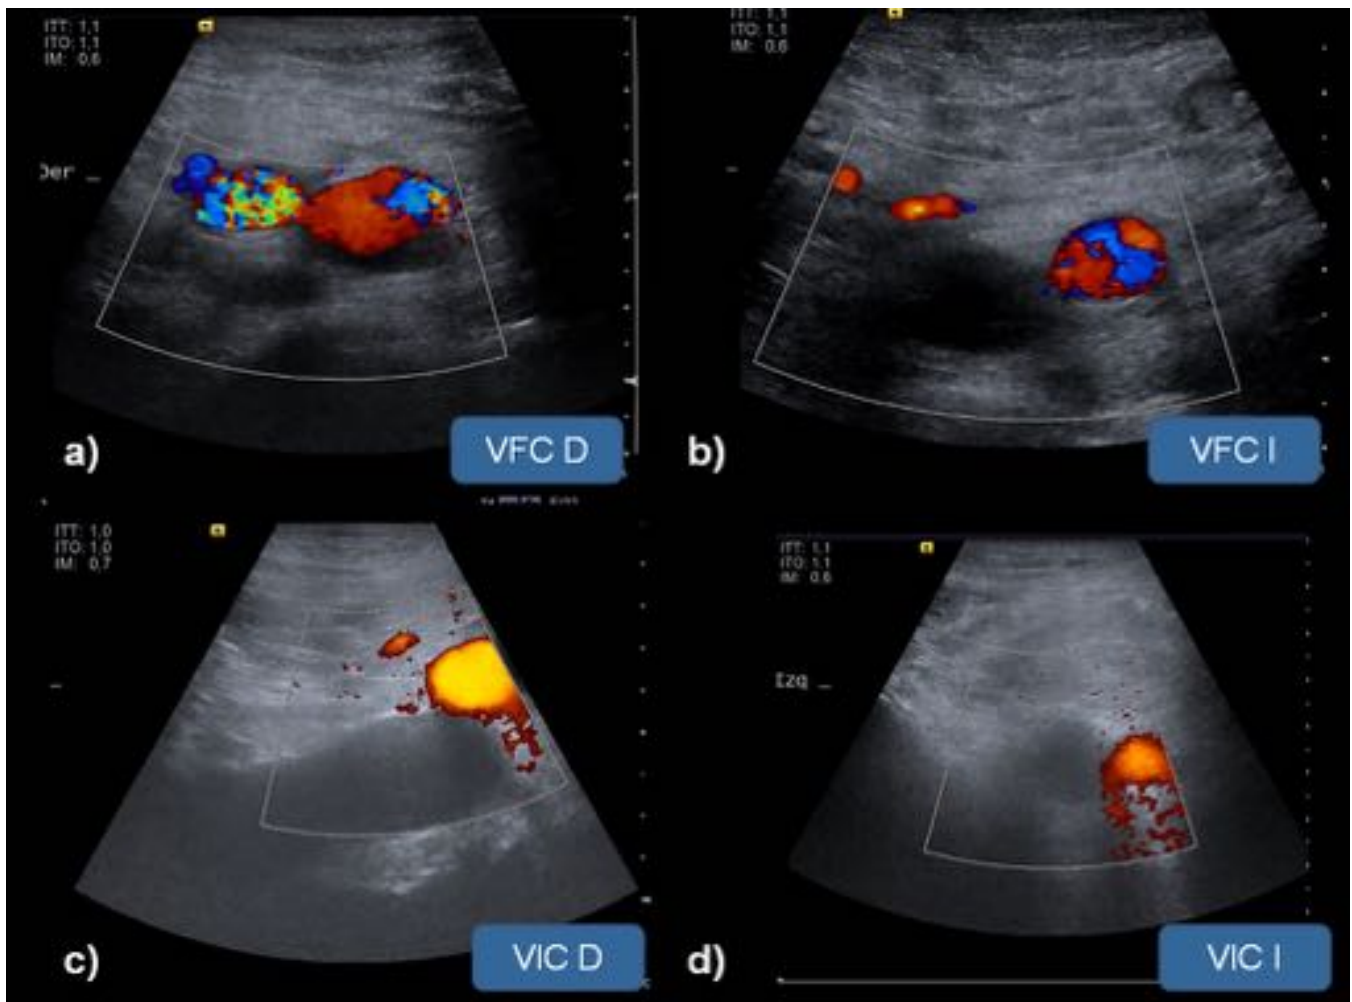 ITT: 1,1
ITO: 1,1
IM: 0,6
Der
a)
VFC D
ITT: 1,1
ITO: 1,1
IM: 0.6
b)
VFC I
ITT: 1,0
ITO: 1,0
IM: 0,7
c)
VIC D
ITT: 1,1
ITO: 1,1
IM: 0,6
Izq
d)
VIC I